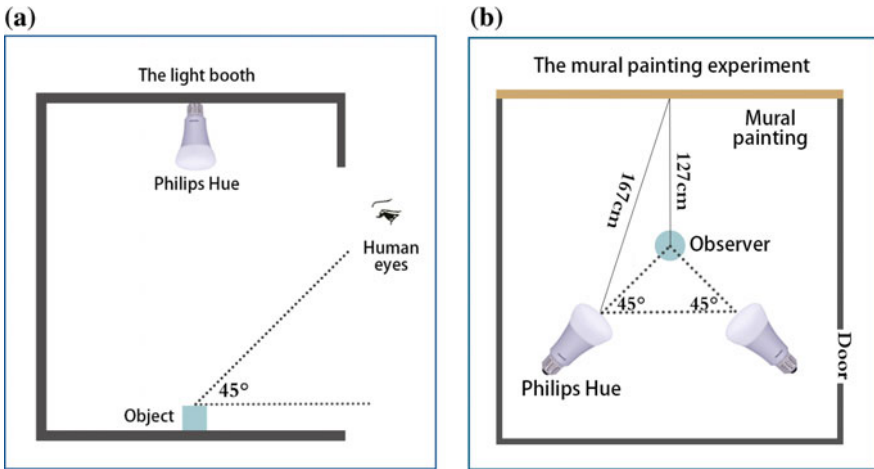 (a)
The light booth
Philips Hue
Human
eyes
45°
Object
(b)
The mural painting experiment
Mural
painting
167cm
127cm
Observer
45°
45°
Door
Philips Hue